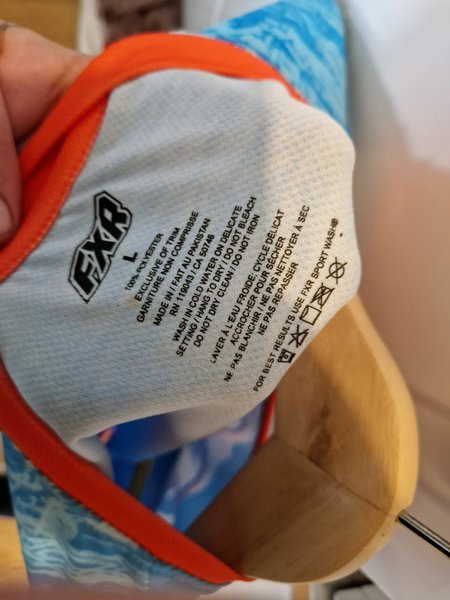 FXR
L
100% POLYESTER
EXCLUSIVE OF TRIM
GARNITURE NON COMPRISSE
MADE IN / FAIT AU PAKISTAN
RN 119043 / CA 50746
WASH IN COLD WATER ON DELICATE
SETTING / HANG TO DRY / DO NOT BLEACH
DO NOT DRY CLEAN / DO NOT IRON
LAVER À L'EAU FROIDE: CYCLE DÉLICAT
ACCROCHER POUR SÉCHER
NE PAS BLANCHIR / NE PAS NETTOYER À SEC
NE PAS REPASSER
FOR BEST RESULTS USE FXR SPORT WASH®